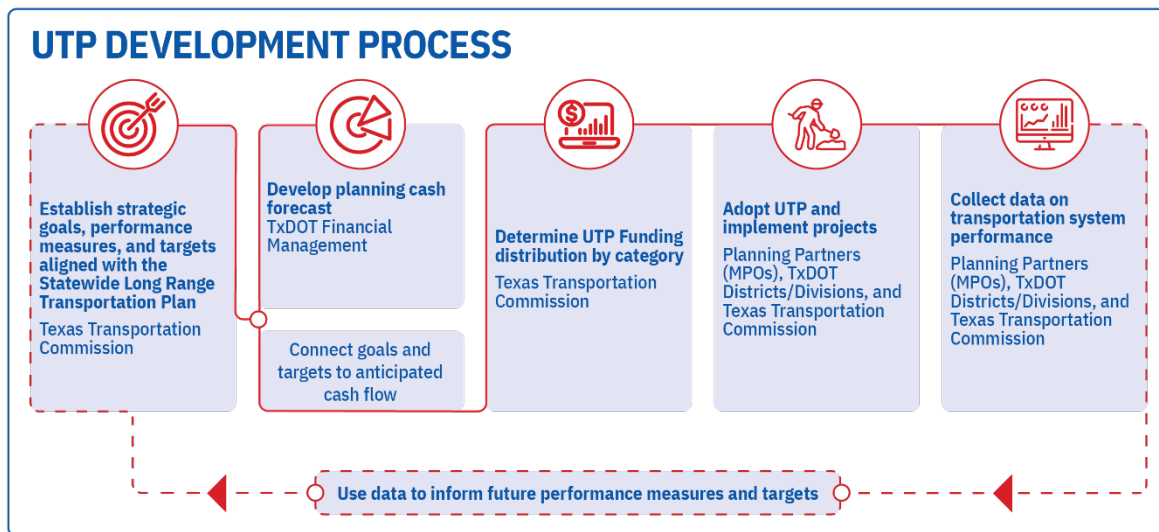 UTP DEVELOPMENT PROCESS
Establish strategic
goals, performance
measures, and targets
aligned with the
Statewide Long Range
Transportation Plan
Texas Transportation
Commission
Develop planning cash
forecast
TxDOT Financial
Management
Connect goals and
targets to anticipated
cash flow
$
Determine UTP Funding
distribution by category
Texas Transportation
Commission
Adopt UTP and
implement projects
Planning Partners
(MPOs), TxDOT
Districts/Divisions, and
Texas Transportation
Commission
Collect data on
transportation system
performance
Planning Partners
(MPOs), TxDOT
Districts/Divisions, and
Texas Transportation
Commission
Use data to inform future performance measures and targets